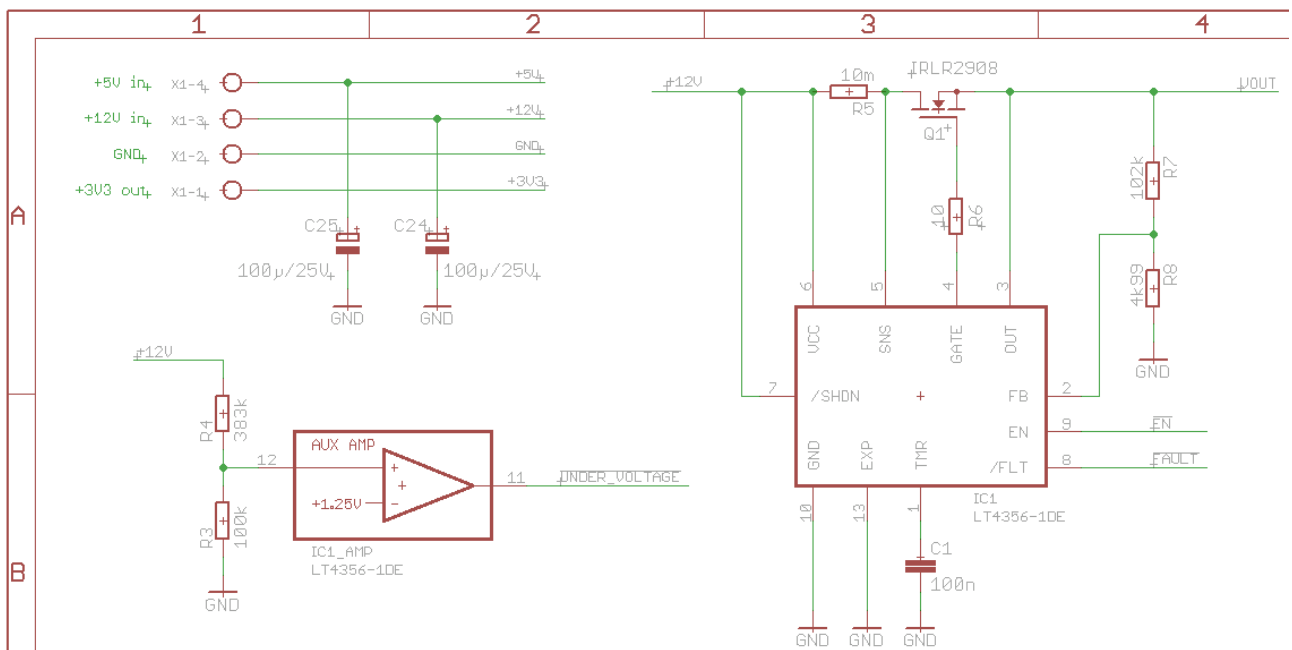 1 2 3 4
A
B
+5V in X1-4 +5V
+12V in X1-3 +12V
GND X1-2 GND
+3V3 out X1-1 +3V3
C25 C24
100µ/25V 100µ/25V
GND GND
+12V
R4 383k
R3 100k
GND
12 AUX AMP 11 UNDER_VOLTAGE
+
+1.25V -
IC1_AMP
LT4356-1DE
+12V 10m IRLR2908 VOUT
R5 Q1
10 R6
102k R7
4k99 R8
GND
6 5 4 3
VCC SNS GATE OUT
7 /SHDN FB 2
EN 9 EN
/FLT 8 FAULT
GND EXP TMR
10 13 1
IC1
LT4356-1DE
C1
100n
GND GND GND